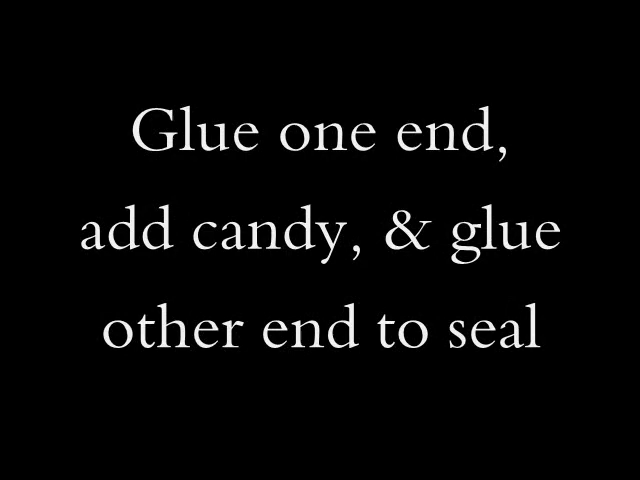 Glue one end,
add candy, & glue
other end to seal